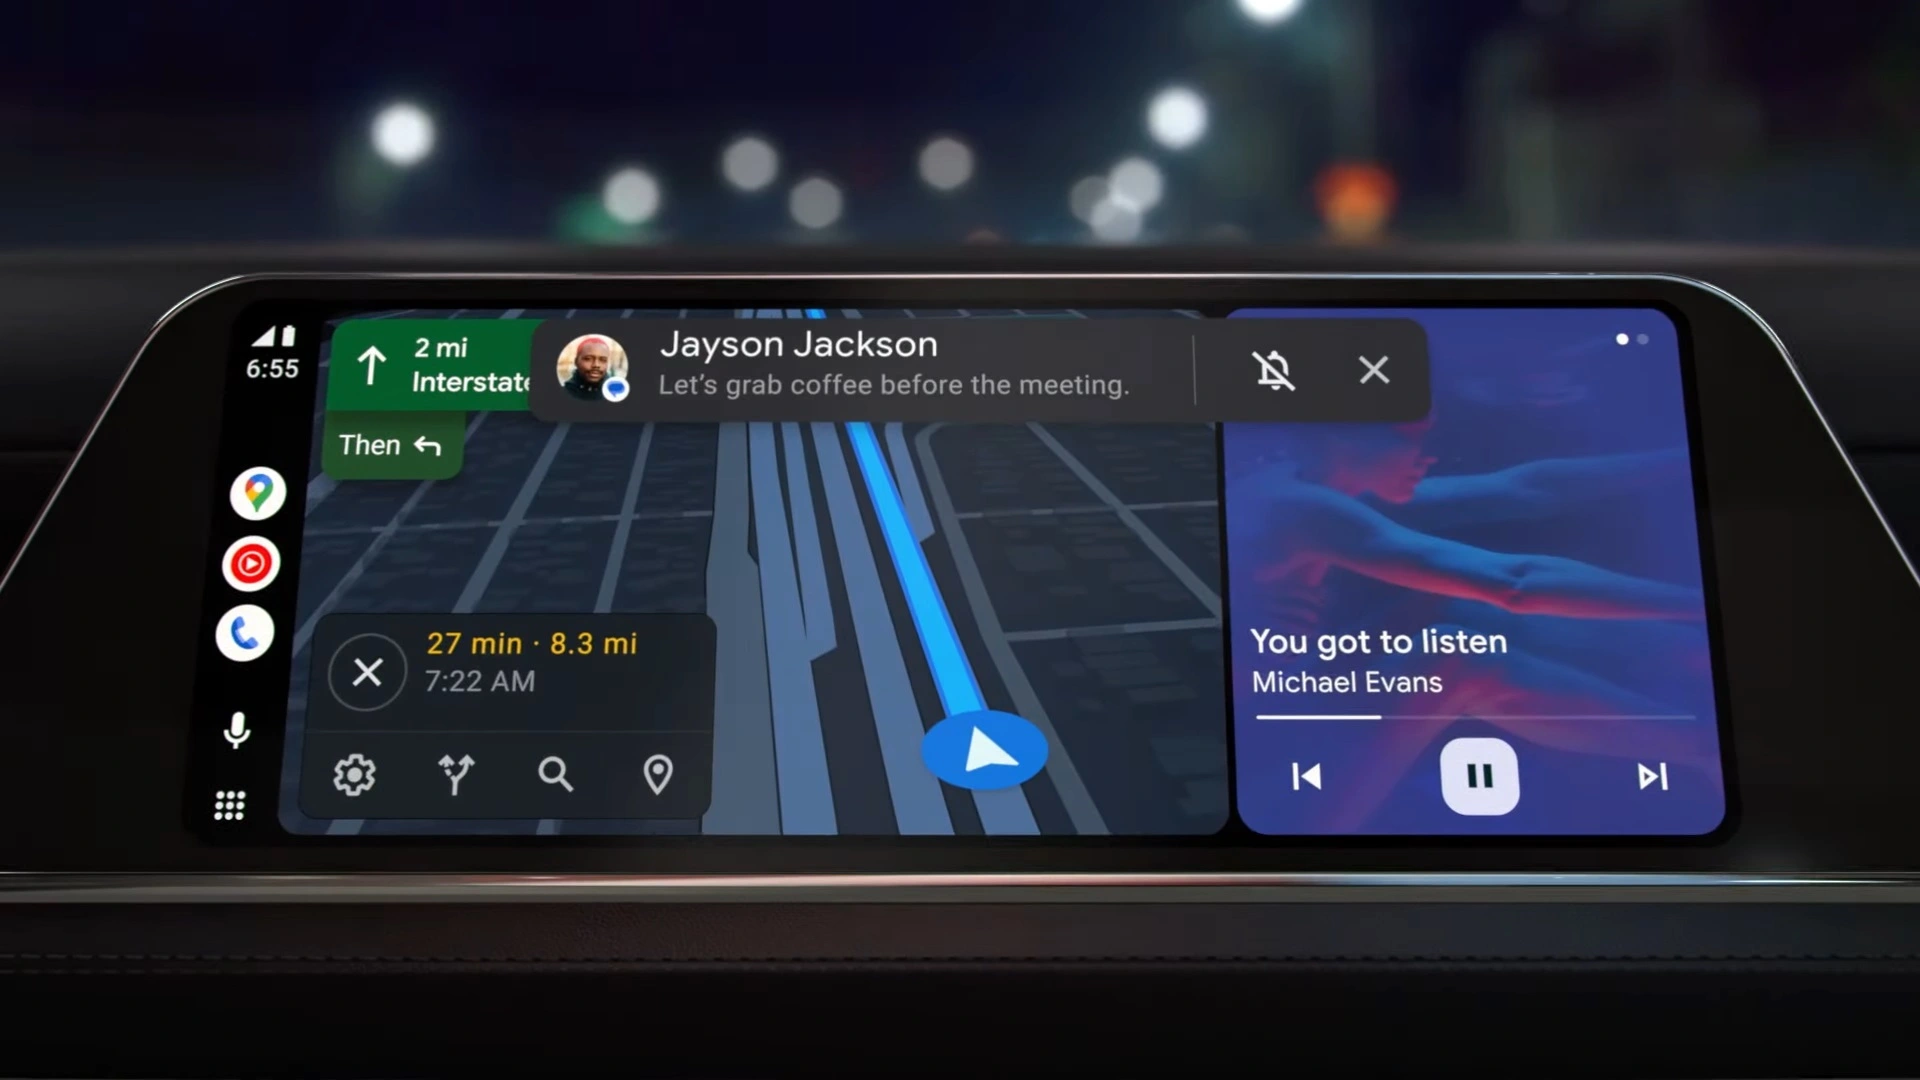 6:55
2 mi
Interstate
Then
Jayson Jackson
Let's grab coffee before the meeting.
27 min · 8.3 mi
7:22 AM
You got to listen
Michael Evans